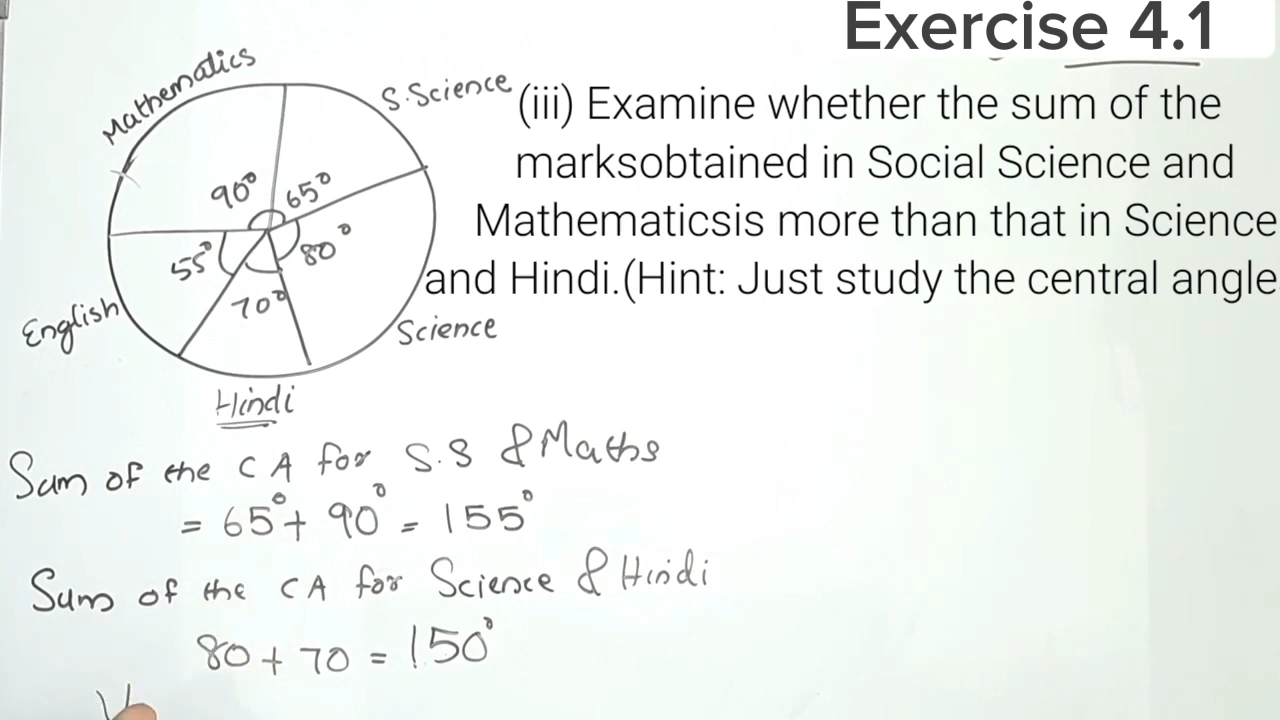 Exercise 4.1
(iii) Examine whether the sum of the
marksobtained in Social Science and
Mathematicsis more than that in Science
and Hindi.(Hint: Just study the central angle
Mathematics
S.Science
90° 65°
55° 80°
70°
English
Science
Hindi
Sum of the CA for S.S & Maths
= 65° + 90° = 155°
Sum of the CA for Science & Hindi
80 + 70 = 150°